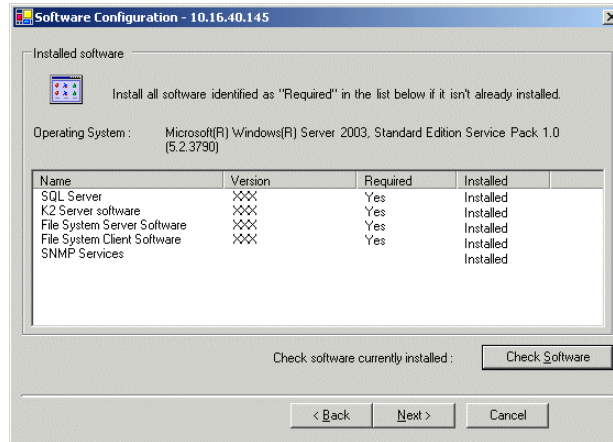 Software Configuration - 10.16.40.145
Installed software
Install all software identified as "Required" in the list below if it isn't already installed.
Operating System : Microsoft(R) Windows(R) Server 2003, Standard Edition Service Pack 1.0
(5.2.3790)
Name Version Required Installed
SQL Server XXX Yes Installed
K2 Server software XXX Yes Installed
File System Server Software XXX Yes Installed
File System Client Software XXX Yes Installed
SNMP Services Installed
Check software currently installed : Check Software
< Back Next > Cancel